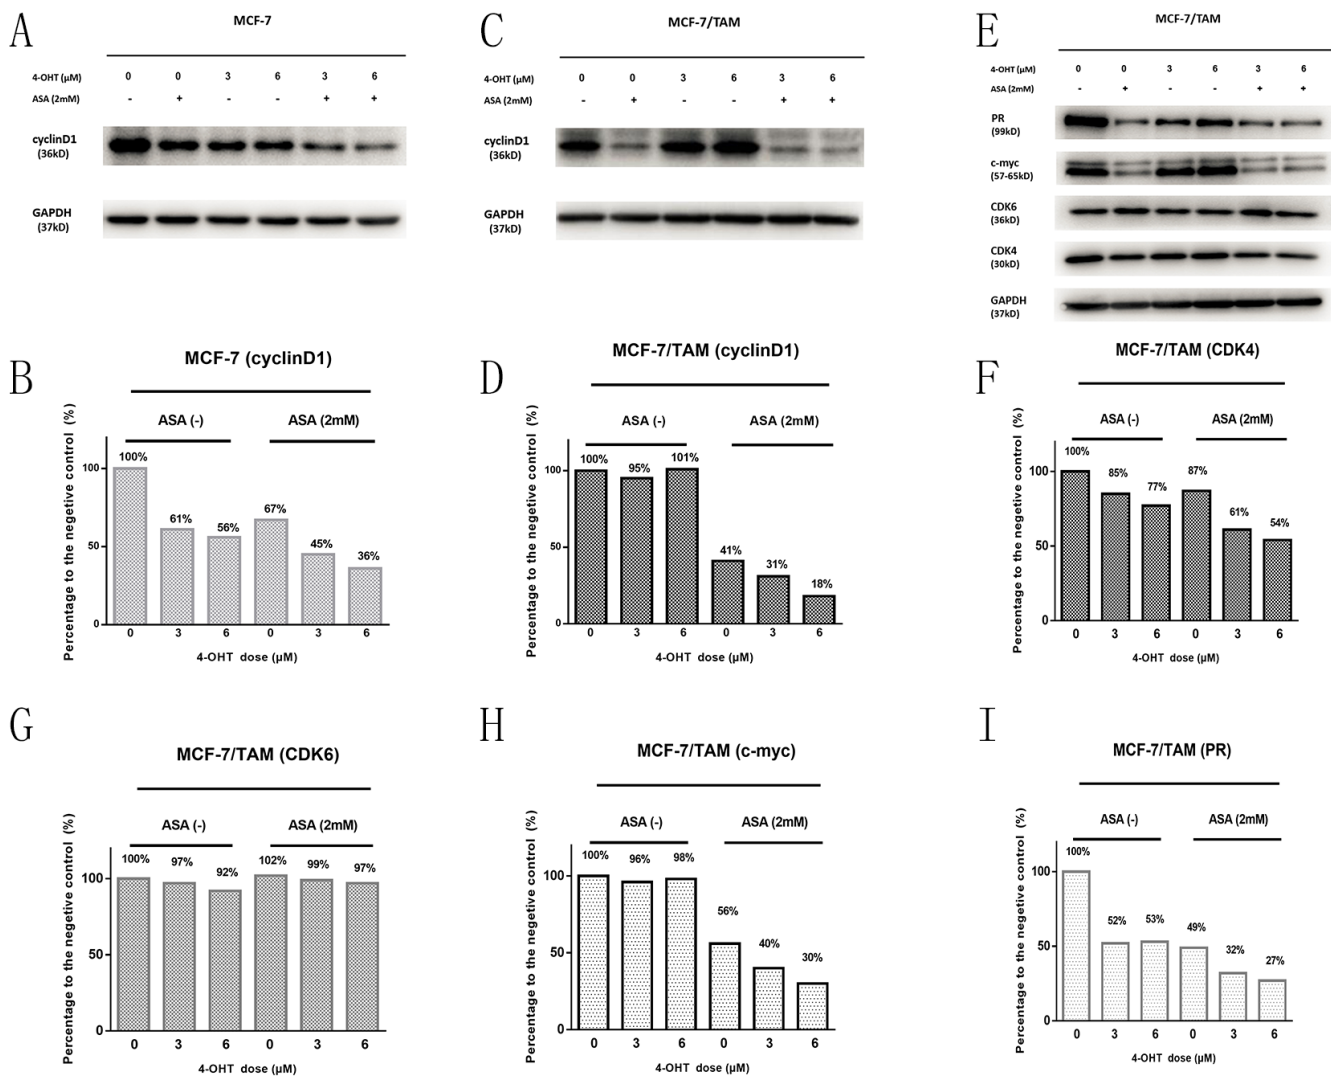 A
MCF-7
4-OHT (μM) 0 0 3 6 3 6
ASA (2mM) - + - - + +
cyclinD1
(36kD)
GAPDH
(37kD)
C
MCF-7/TAM
4-OHT (μM) 0 0 3 6 3 6
ASA (2mM) - + - - + +
cyclinD1
(36kD)
GAPDH
(37kD)
E
MCF-7/TAM
4-OHT (μM) 0 0 3 6 3 6
ASA (2mM) - + - - + +
PR
(99kD)
c-myc
(57-65kD)
CDK6
(36kD)
CDK4
(30kD)
GAPDH
(37kD)
B
MCF-7 (cyclinD1)
ASA (-) ASA (2mM)
Percentage to the negetive control (%)
100
50
0
100% 61% 56% 67% 45% 36%
0 3 6 0 3 6
4-OHT dose (μM)
D
MCF-7/TAM (cyclinD1)
ASA (-) ASA (2mM)
Percentage to the negetive control (%)
100
50
0
100% 95% 101% 41% 31% 18%
0 3 6 0 3 6
4-OHT dose (μM)
F
MCF-7/TAM (CDK4)
ASA (-) ASA (2mM)
Percentage to the negetive control (%)
100
50
0
100% 85% 77% 87% 61% 54%
0 3 6 0 3 6
4-OHT dose (μM)
G
MCF-7/TAM (CDK6)
ASA (-) ASA (2mM)
Percentage to the negetive control (%)
100
50
0
100% 97% 92% 102% 99% 97%
0 3 6 0 3 6
4-OHT dose (μM)
H
MCF-7/TAM (c-myc)
ASA (-) ASA (2mM)
Percentage to the negetive control (%)
100
50
0
100% 96% 98% 56% 40% 30%
0 3 6 0 3 6
4-OHT dose (μM)
I
MCF-7/TAM (PR)
ASA (-) ASA (2mM)
Percentage to the negetive control (%)
100
50
0
100% 52% 53% 49% 32% 27%
0 3 6 0 3 6
4-OHT dose (μM)